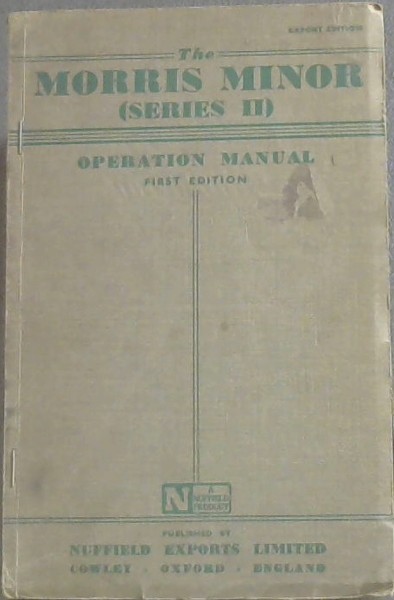 EXPORT EDITION
The
MORRIS MINOR
(SERIES II)
OPERATION MANUAL
FIRST EDITION
N
A
NUFFIELD
PRODUCT
PUBLISHED BY
NUFFIELD EXPORTS LIMITED
COWLEY · OXFORD · ENGLAND